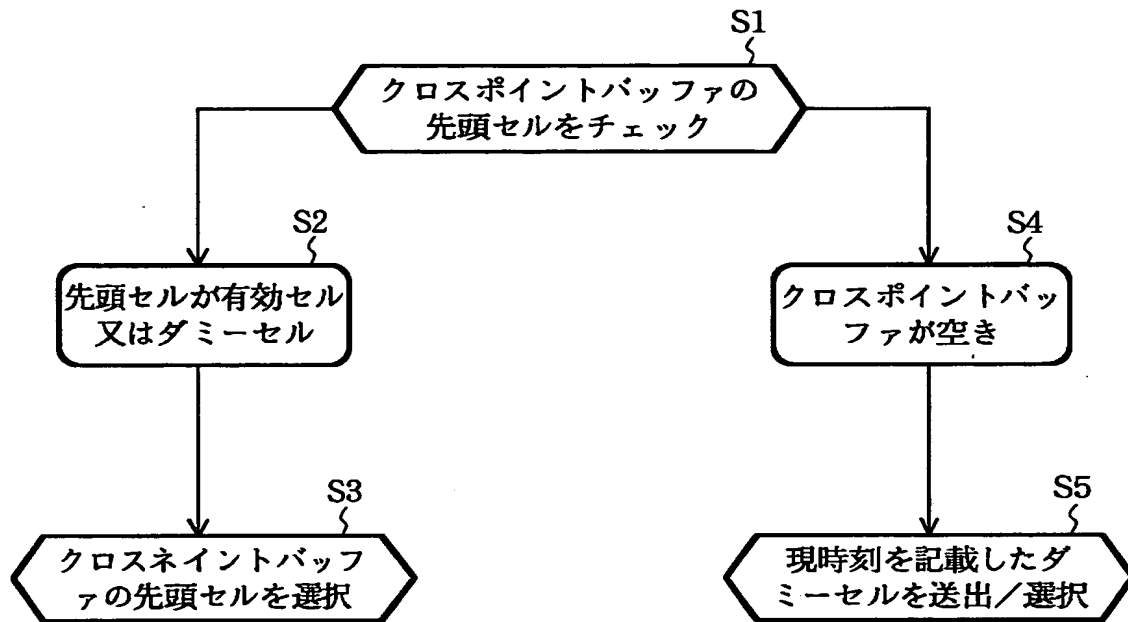 S1
クロスポイントバッファの
先頭セルをチェック
S2
先頭セルが有効セル
又はダミーセル
S4
クロスポイントバッ
ファが空き
S3
クロスネイントバッフ
ァの先頭セルを選択
S5
現時刻を記載したダ
ミーセルを送出／選択